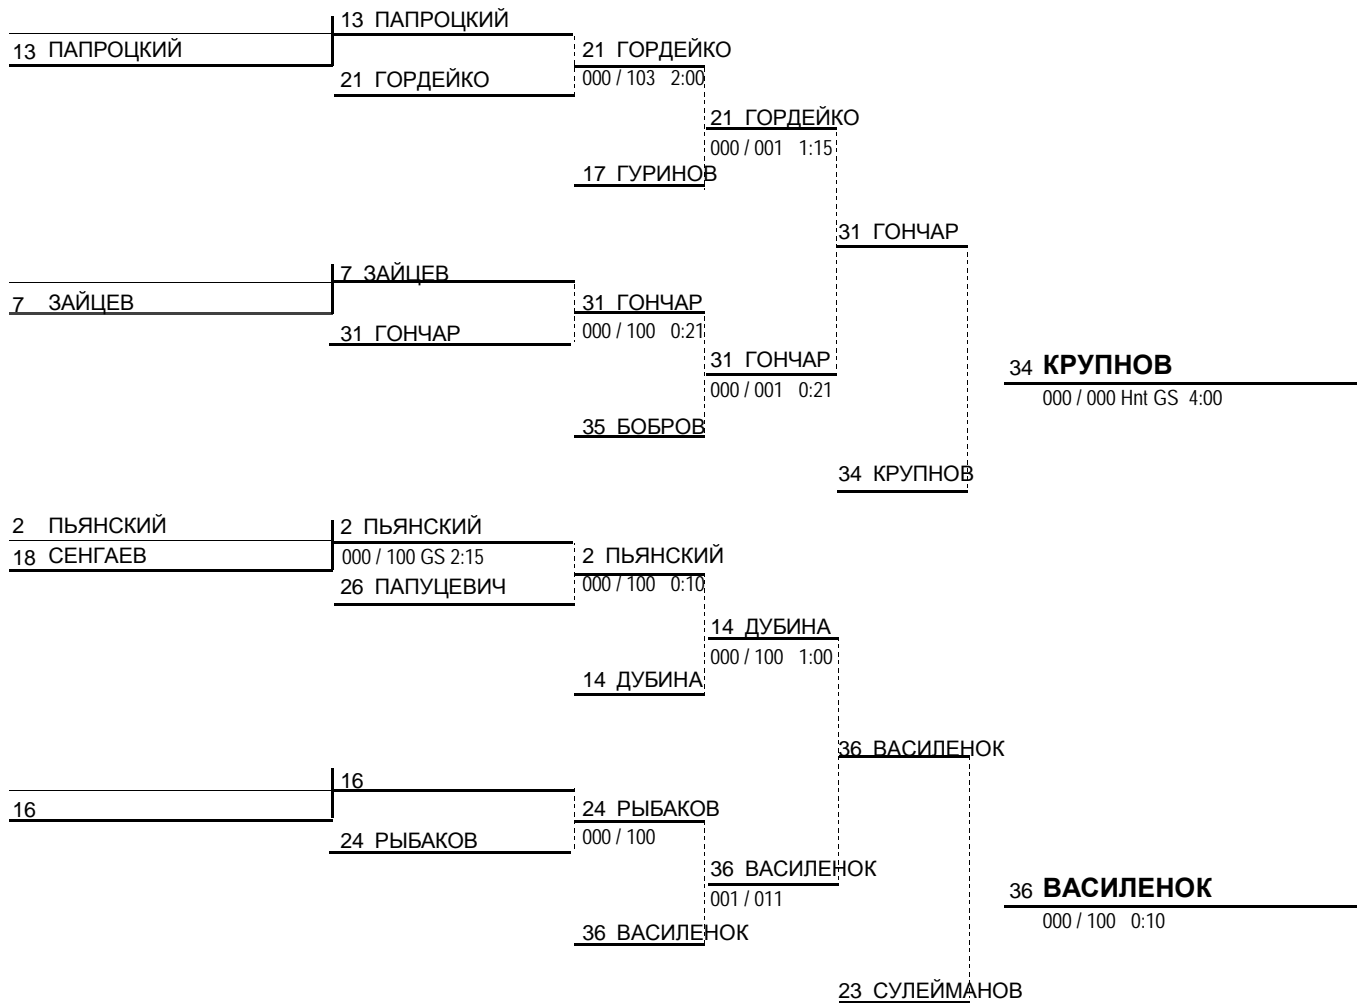 13 ПАПРОЦКИЙ
13 ПАПРОЦКИЙ
21 ГОРДЕЙКО
21 ГОРДЕЙКО
000 / 103 2:00
21 ГОРДЕЙКО
000 / 001 1:15
17 ГУРИНОВ
31 ГОНЧАР
7 ЗАЙЦЕВ
7 ЗАЙЦЕВ
31 ГОНЧАР
31 ГОНЧАР
000 / 100 0:21
31 ГОНЧАР
000 / 001 0:21
34 КРУПНОВ
000 / 000 Hnt GS 4:00
35 БОБРОВ
34 КРУПНОВ
2 ПЬЯНСКИЙ
18 СЕНГАЕВ
2 ПЬЯНСКИЙ
000 / 100 GS 2:15
26 ПАПУЦЕВИЧ
2 ПЬЯНСКИЙ
000 / 100 0:10
14 ДУБИНА
000 / 100 1:00
14 ДУБИНА
36 ВАСИЛЕНОК
16
16
24 РЫБАКОВ
24 РЫБАКОВ
000 / 100
36 ВАСИЛЕНОК
001 / 011
36 ВАСИЛЕНОК
000 / 100 0:10
36 ВАСИЛЕНОК
23 СУЛЕЙМАНОВ